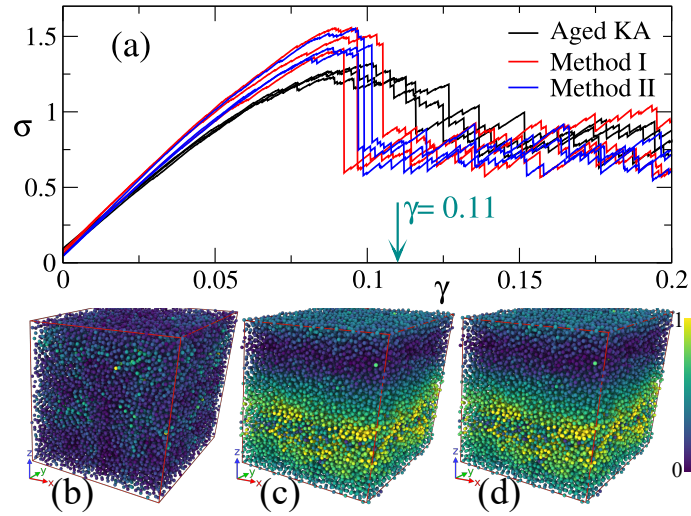 (a)
Aged KA
Method I
Method II
1.5
1
0.5
0
σ
γ= 0.11
0 0.05 0.1 0.15 0.2
γ
1
0
z y x
z y x
z y x
(b) (c) (d)